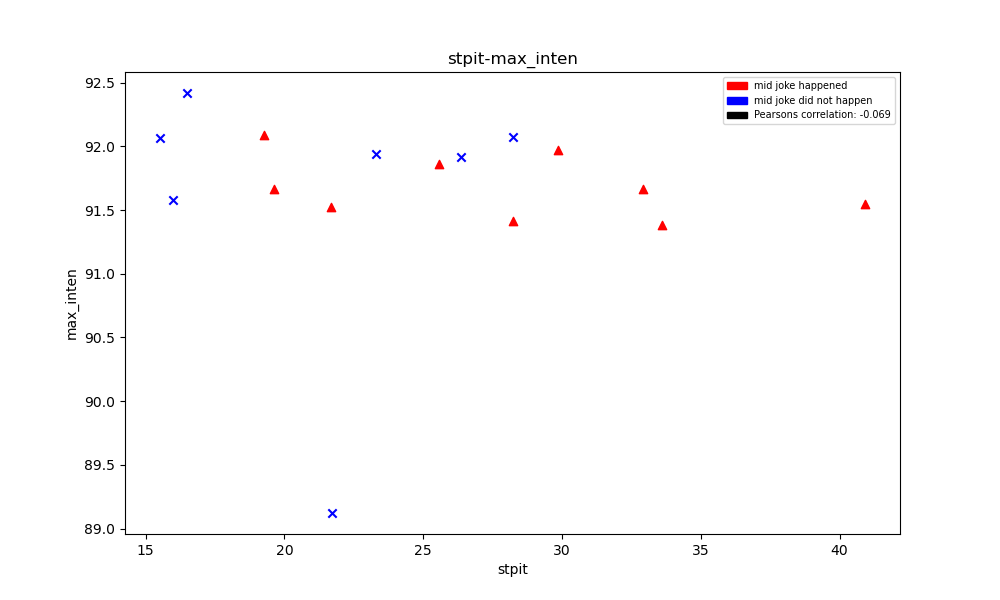 stpit-max_inten
mid joke happened
mid joke did not happen
Pearsons correlation: -0.069
92.5
92.0
91.5
91.0
90.5
90.0
89.5
89.0
max_inten
15 20 25 30 35 40
stpit